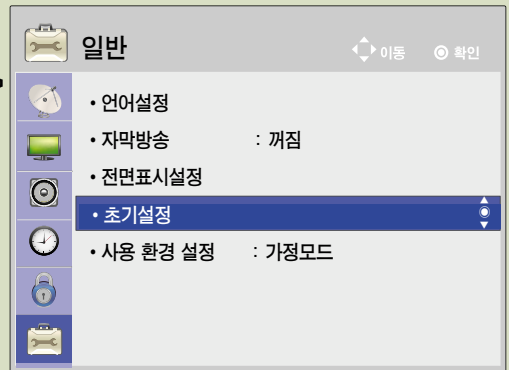 일반 이동 확인
• 언어설정
• 자막방송 : 꺼짐
• 전면표시설정
• 초기설정
• 사용 환경 설정 : 가정모드